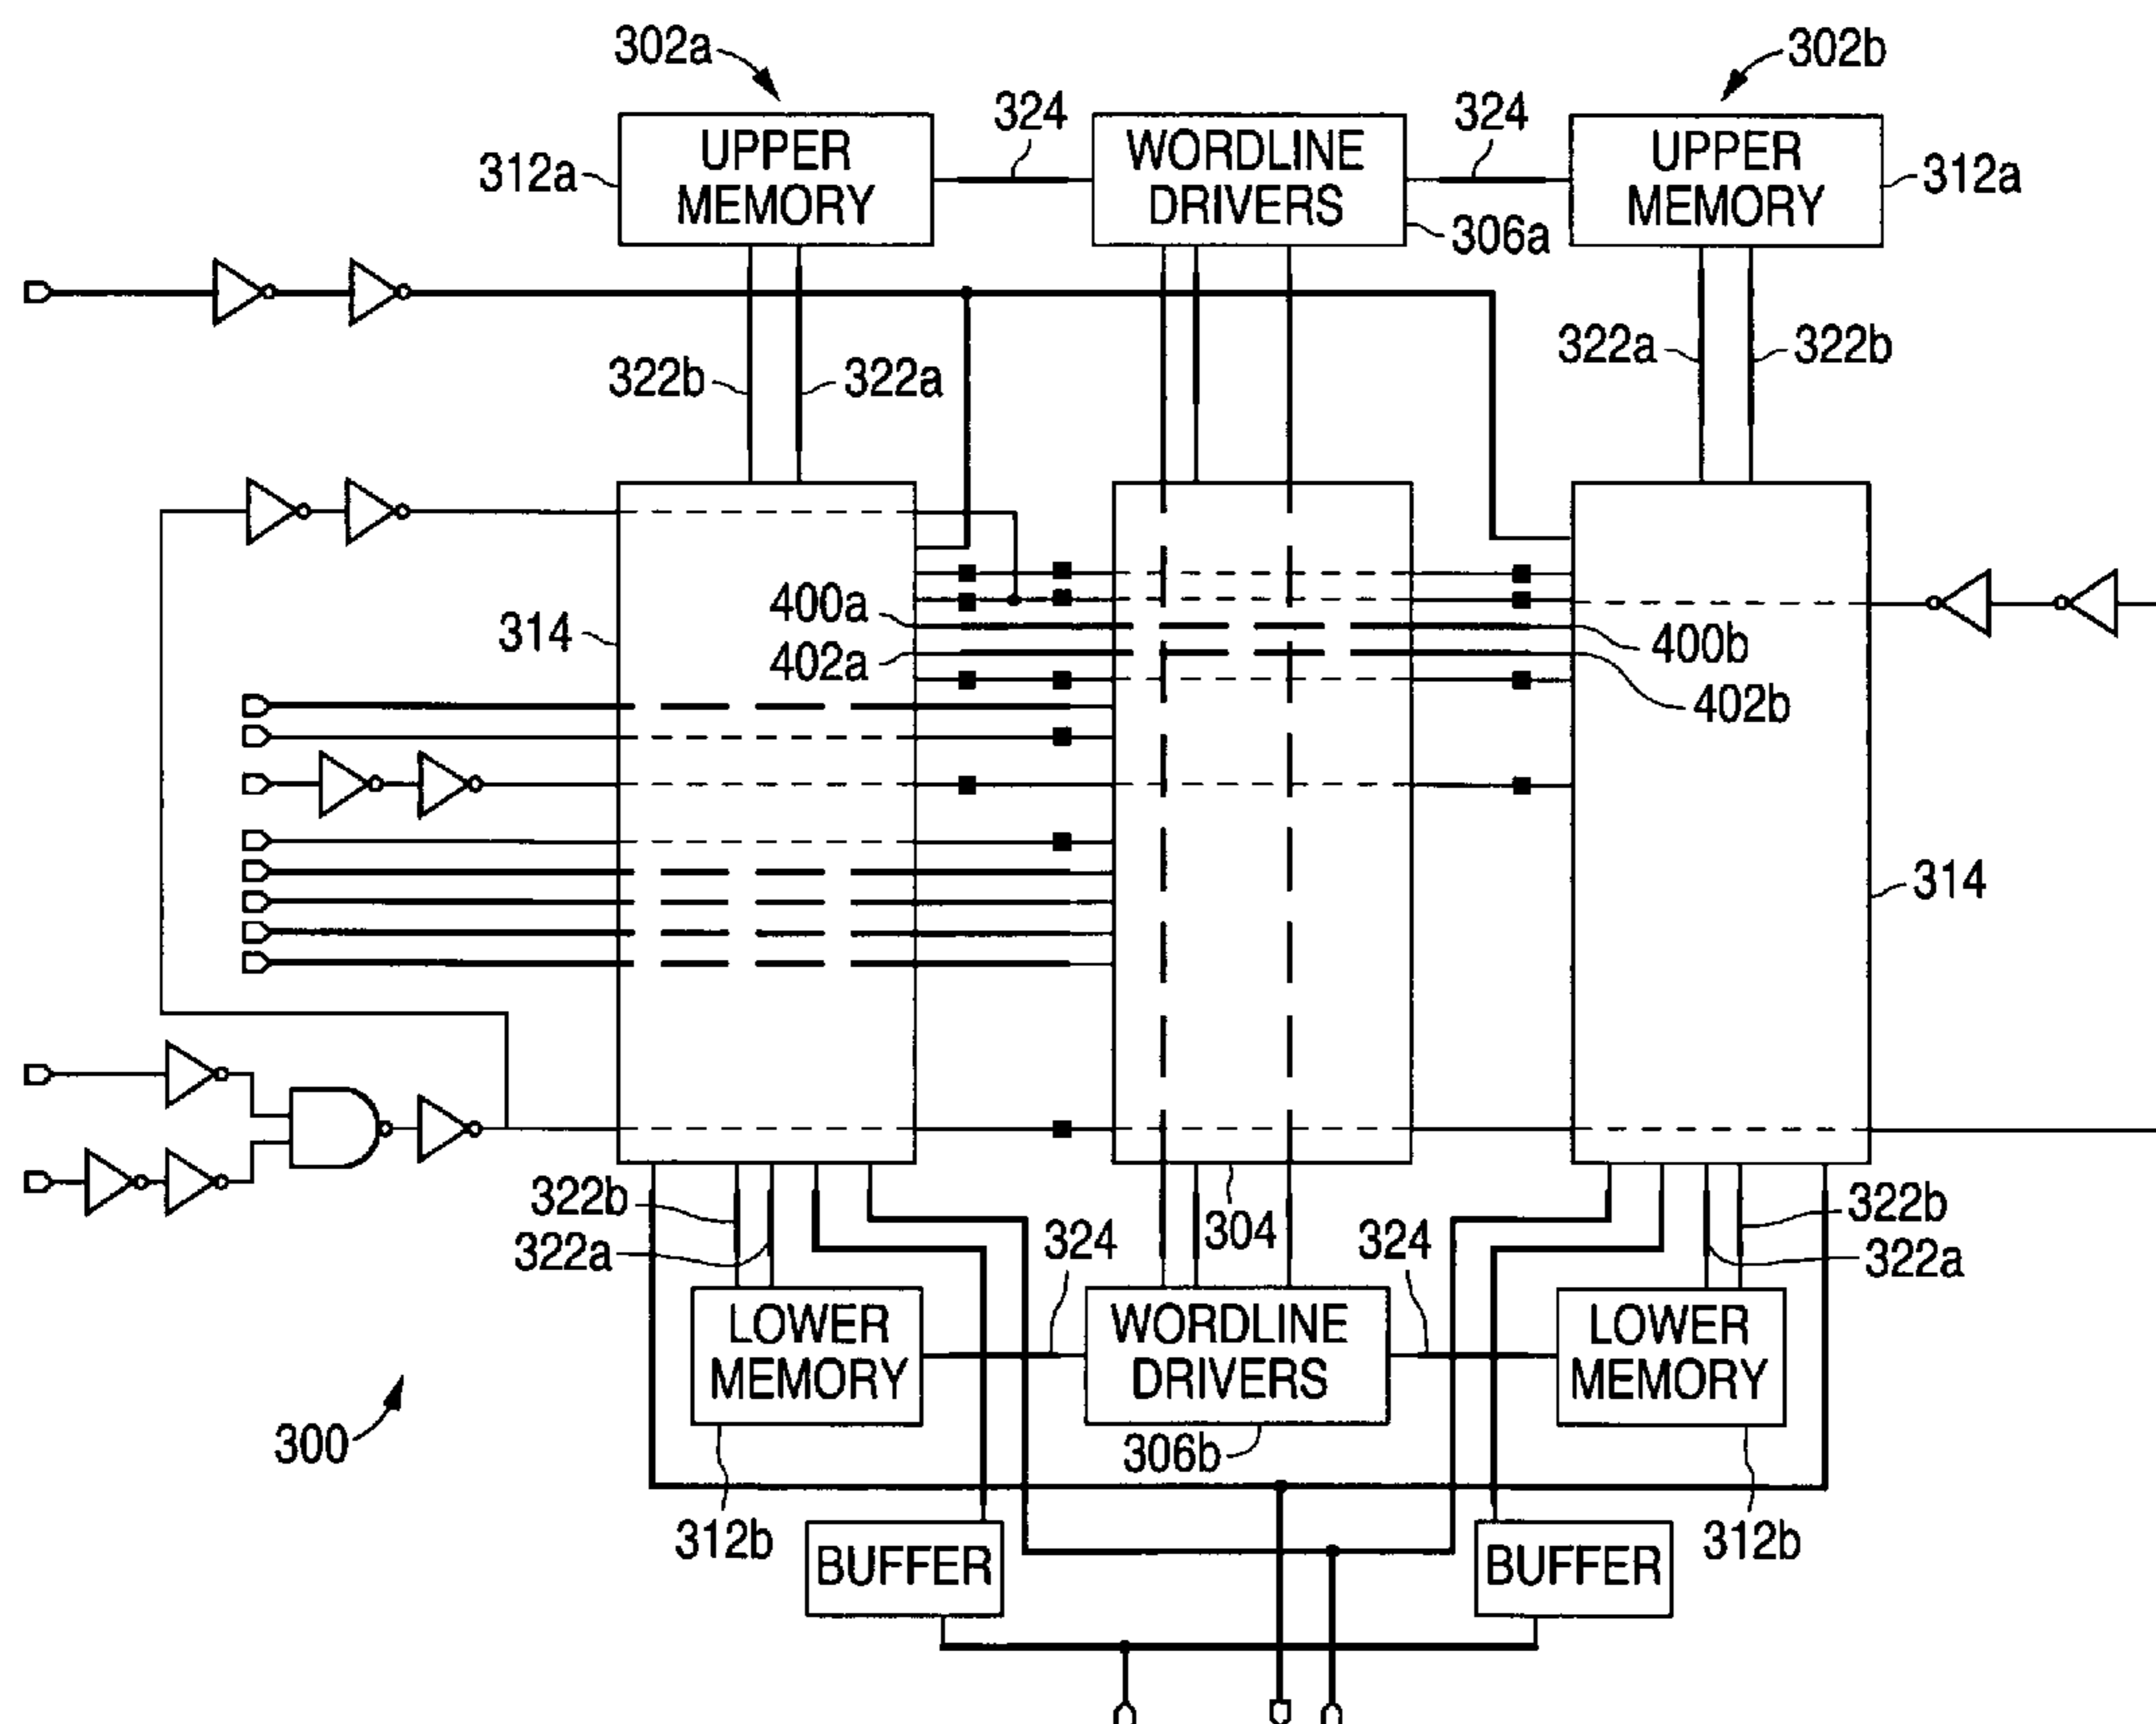 302a
302b
324
324
UPPER
MEMORY
WORDLINE
DRIVERS
UPPER
MEMORY
312a
312a
306a
322b
322a
322a
322b
400a
314
400b
402a
402b
314
322b
322a
304
324
324
322b
322a
LOWER
MEMORY
WORDLINE
DRIVERS
LOWER
MEMORY
300
306b
312b
312b
BUFFER
BUFFER